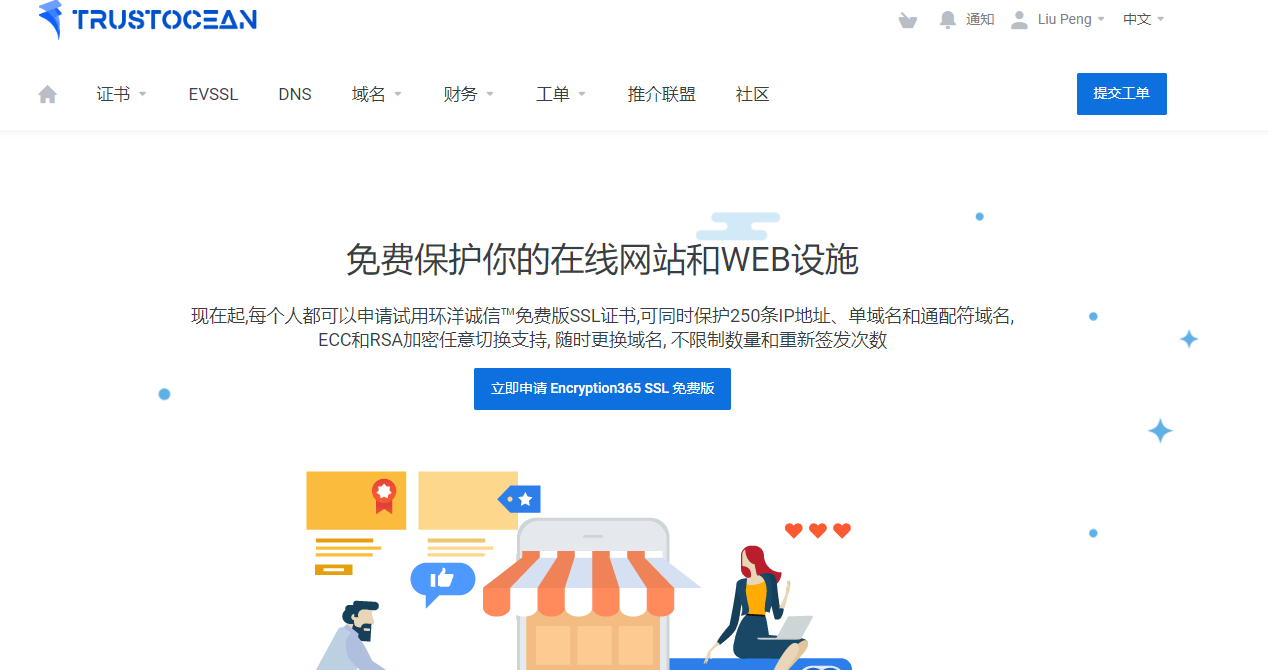 TRUSTOCEAN
通知 Liu Peng 中文
证书 EVSSL DNS 域名 财务 工单 推介联盟 社区 提交工单
免费保护你的在线网站和WEB设施
现在起,每个人都可以申请试用环洋诚信™免费版SSL证书,可同时保护250条IP地址、单域名和通配符域名,
ECC和RSA加密任意切换支持, 随时更换域名, 不限制数量和重新签发次数
立即申请 Encryption365 SSL 免费版